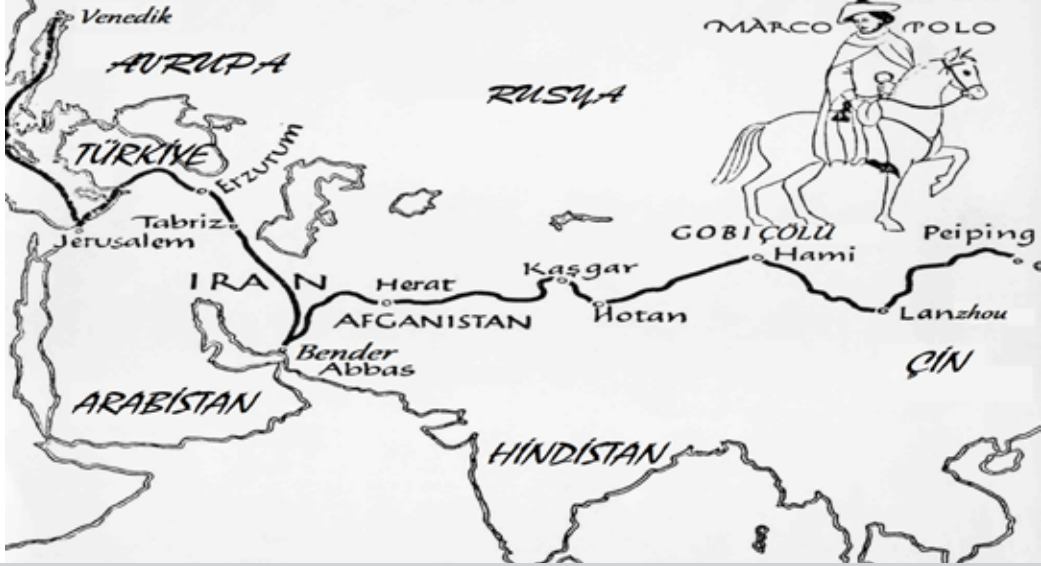 Venedik
MARCO POLO
AVRUPA
RUSYA
TÜRKİYE
Erzurum
Tabriz
Jerusalem
GOBI ÇÖLÜ
Hami
Peiping
IRAN
Herat
Kaşgar
AFGANISTAN
Hotan
Lanzhou
Bender
Abbas
ÇİN
ARABİSTAN
HİNDİSTAN